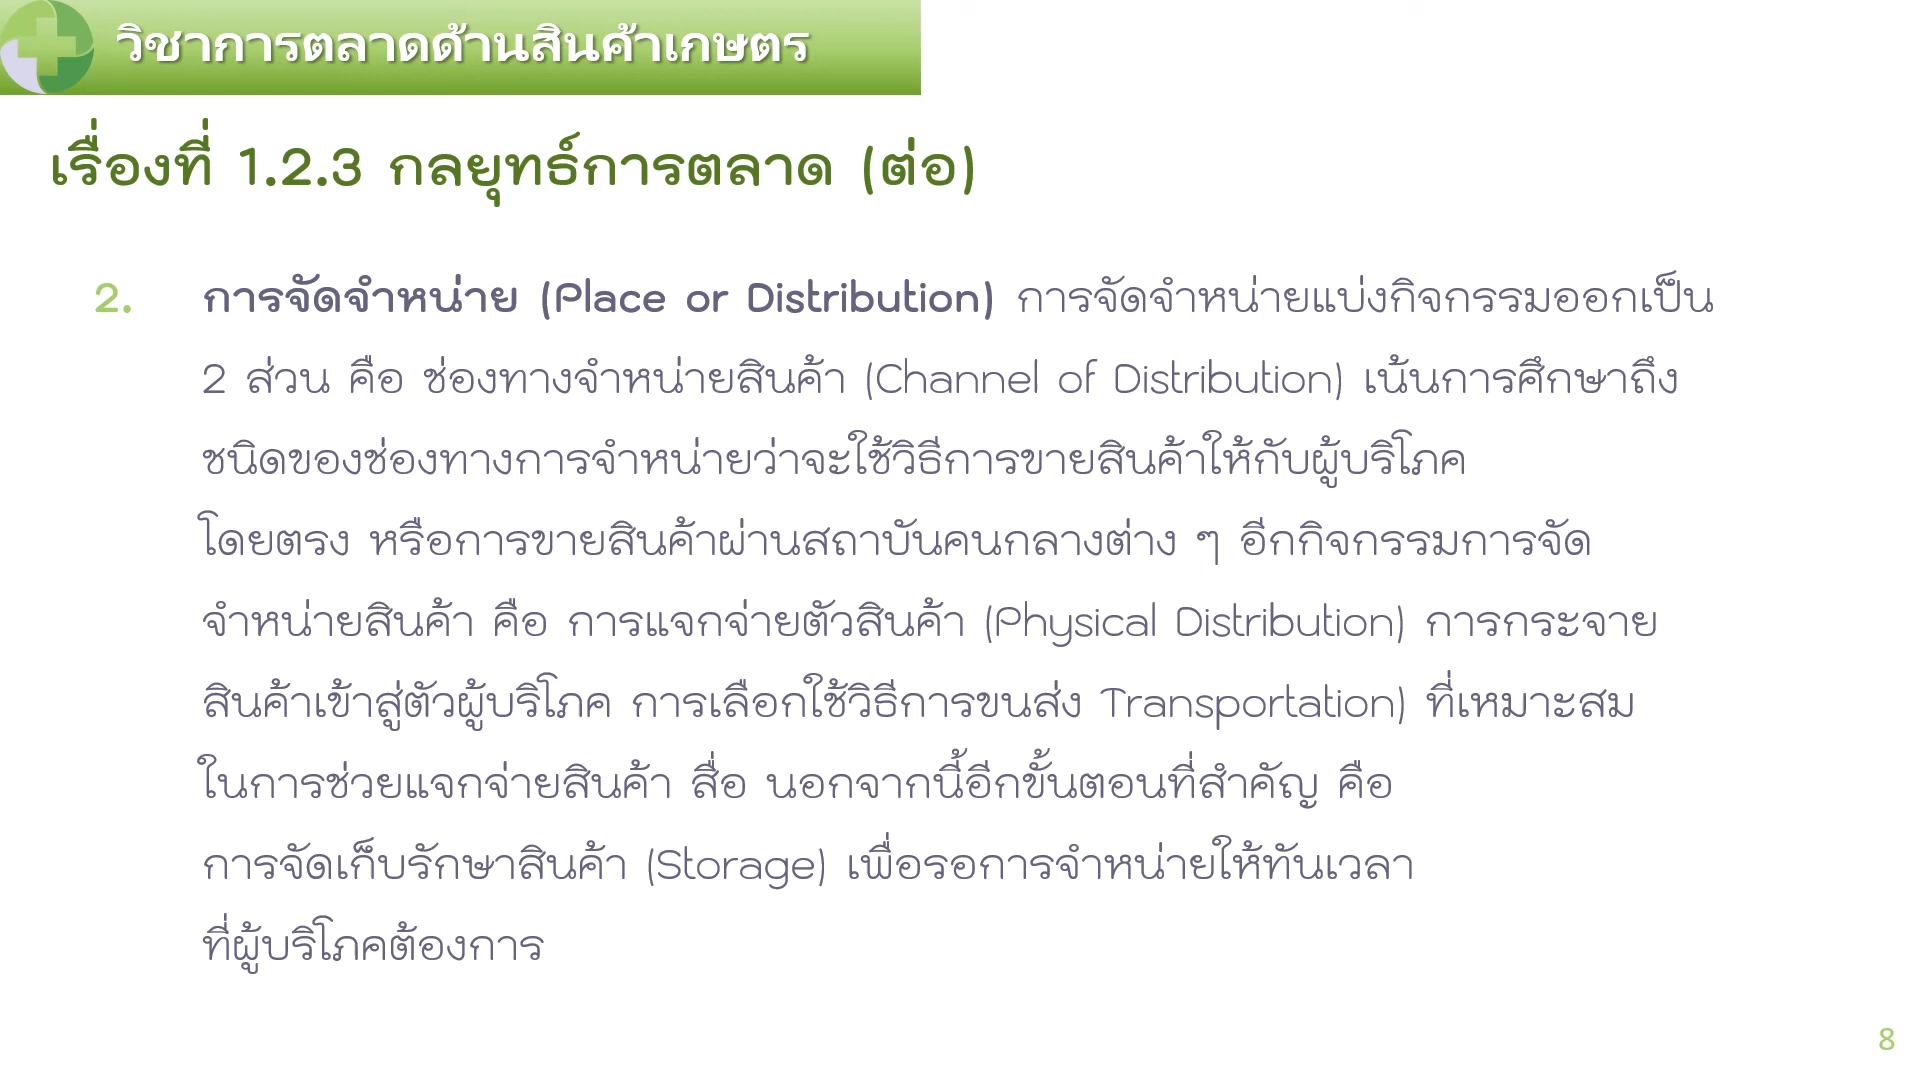 วิชาการตลาดด้านสินค้าเกษตร
เรื่องที่ 1.2.3 กลยุทธ์การตลาด (ต่อ)
2. การจัดจำหน่าย (Place or Distribution) การจัดจำหน่ายแบ่งกิจกรรมออกเป็น
2 ส่วน คือ ช่องทางจำหน่ายสินค้า (Channel of Distribution) เน้นการศึกษาถึง
ชนิดของช่องทางการจำหน่ายว่าจะใช้วิธีการขายสินค้าให้กับผู้บริโภค
โดยตรง หรือการขายสินค้าผ่านสถาบันคนกลางต่าง ๆ อีกกิจกรรมการจัด
จำหน่ายสินค้า คือ การแจกจ่ายตัวสินค้า (Physical Distribution) การกระจาย
สินค้าเข้าสู่ตัวผู้บริโภค การเลือกใช้วิธีการขนส่ง Transportation) ที่เหมาะสม
ในการช่วยแจกจ่ายสินค้า สื่อ นอกจากนี้อีกขั้นตอนที่สำคัญ คือ
การจัดเก็บรักษาสินค้า (Storage) เพื่อรอการจำหน่ายให้ทันเวลา
ที่ผู้บริโภคต้องการ
8